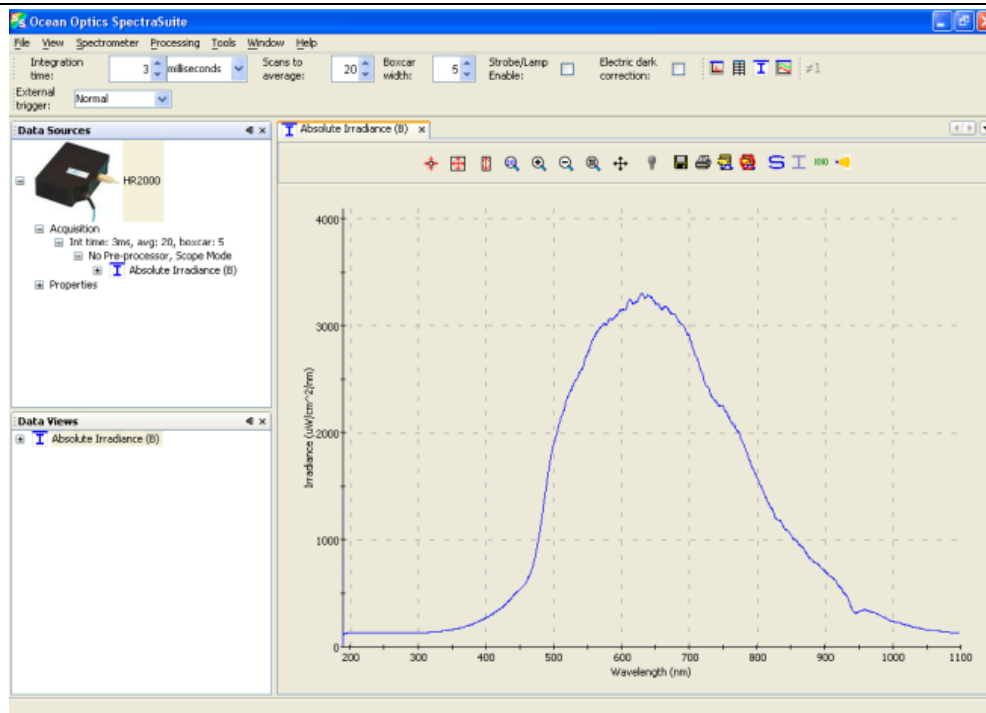 Ocean Optics SpectraSuite
File View Spectrometer Processing Tools Window Help
Integration time: 3 milliseconds Scans to average: 20 Boxcar width: 5 Strobe/Lamp Enable: Electric dark correction: ≠1
External trigger: Normal
Data Sources
HR2000
Acquisition
Int time: 3ms, avg: 20, boxcar: 5
No Pre-processor, Scope Mode
Absolute Irradiance (B)
Properties
Data Views
Absolute Irradiance (B)
Absolute Irradiance (B)
S
4000
3000
2000
1000
0
Irradiance (uW/cm^2/nm)
200 300 400 500 600 700 800 900 1000 1100
Wavelength (nm)